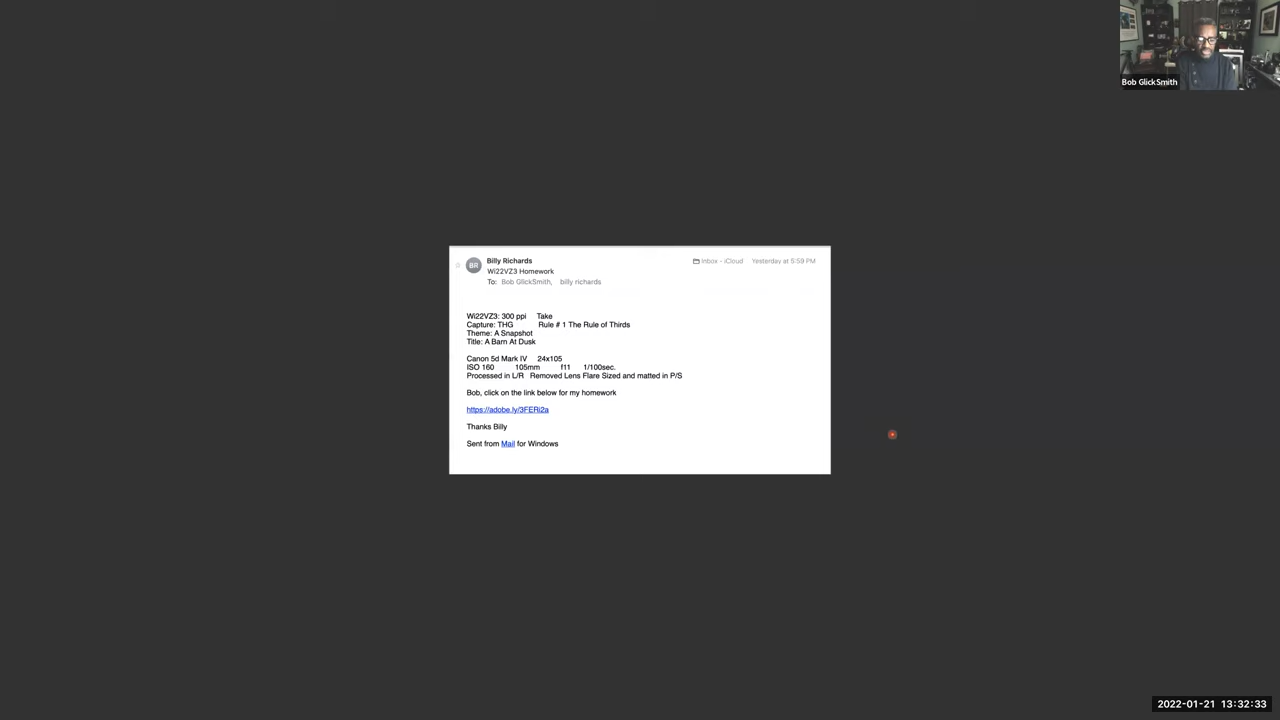 Bob GlickSmith
BR Billy Richards Inbox - iCloud Yesterday at 5:59 PM
Wi22VZ3 Homework
To: Bob GlickSmith, billy richards
Wi22VZ3: 300 ppi Take
Capture: THG Rule # 1 The Rule of Thirds
Theme: A Snapshot
Title: A Barn At Dusk
Canon 5d Mark IV 24x105
ISO 160 105mm f11 1/100sec.
Processed in L/R Removed Lens Flare Sized and matted in P/S
Bob, click on the link below for my homework
https://adobe.ly/3FERi2a
Thanks Billy
Sent from Mail for Windows
2022-01-21 13:32:33